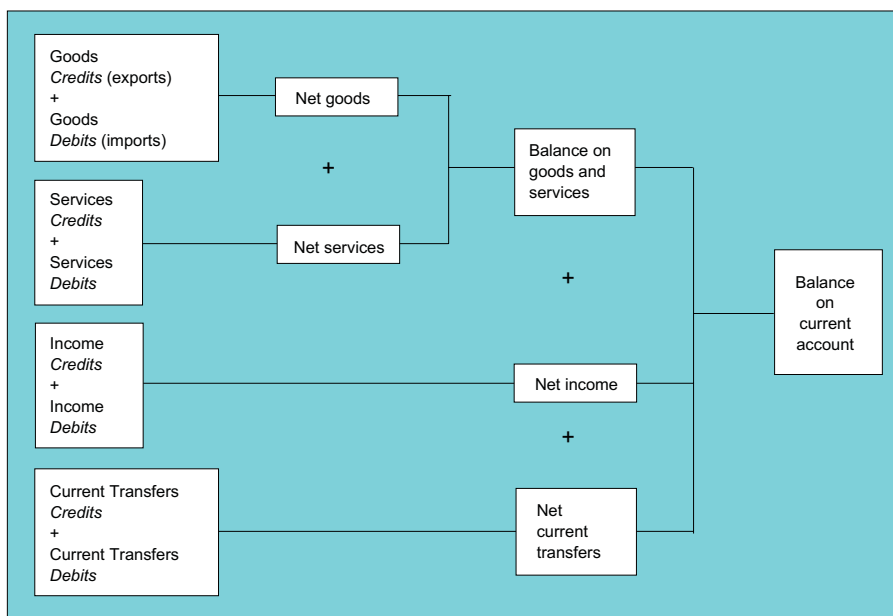 Goods
Credits (exports)
+
Goods
Debits (imports)
Net goods
+
Services
Credits
+
Services
Debits
Net services
Balance on
goods and
services
+
Income
Credits
+
Income
Debits
Net income
+
Current Transfers
Credits
+
Current Transfers
Debits
Net
current
transfers
Balance
on
current
account